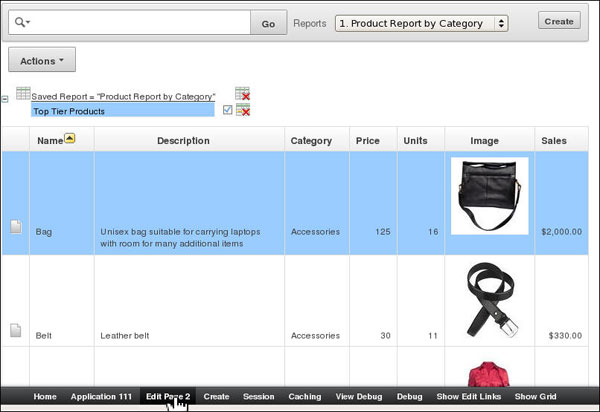 Go
Reports
1. Product Report by Category
Create
Actions
Saved Report = "Product Report by Category"
Top Tier Products
Name Description Category Price Units Image Sales
Bag Unisex bag suitable for carrying laptops Accessories 125 16 $2,000.00
with room for many additional items
Belt Leather belt Accessories 30 11 $330.00
Home Application 111 Edit Page 2 Create Session Caching View Debug Debug Show Edit Links Show Grid